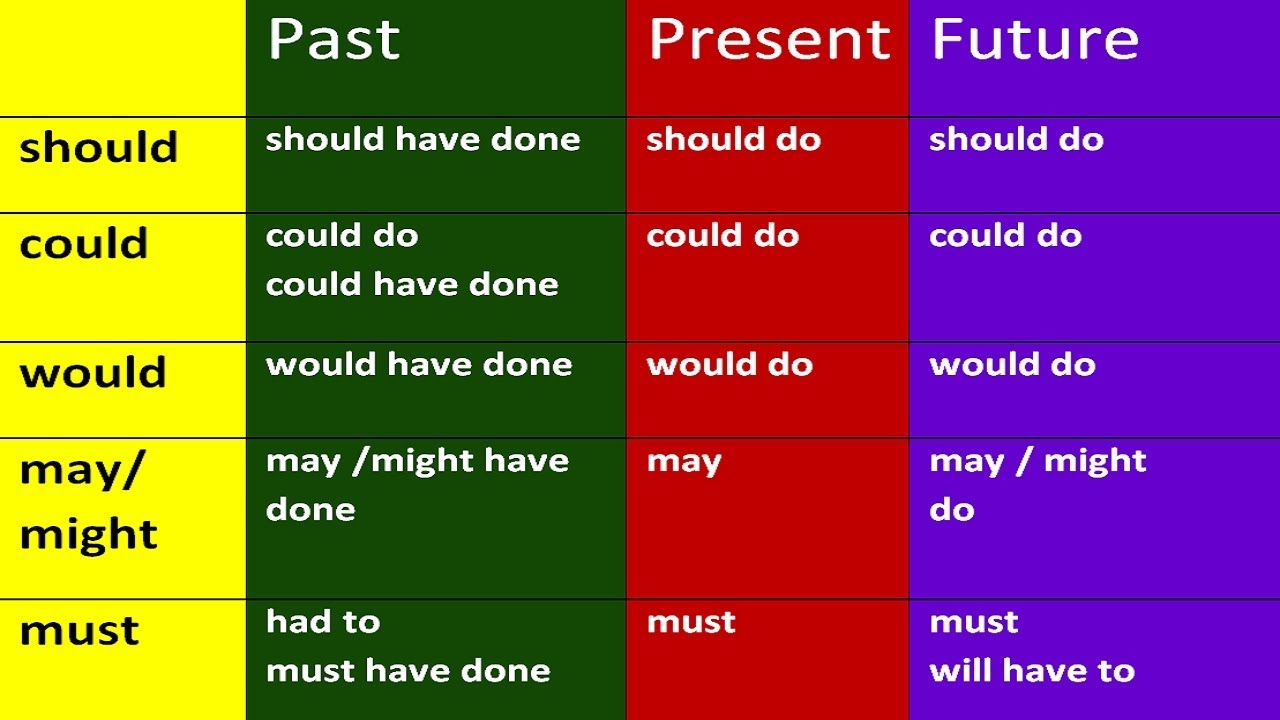 Past Present Future
should should have done should do should do
could could do could do could do
could have done
would would have done would do would do
may/ may /might have may may / might
might done do
must had to must must
must have done will have to